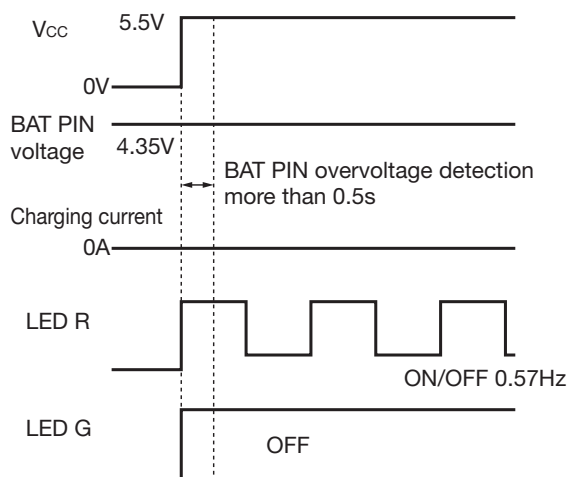 Vcc
5.5V
0V
BAT PIN
voltage
4.35V
BAT PIN overvoltage detection
more than 0.5s
Charging current
0A
LED R
ON/OFF 0.57Hz
LED G
OFF